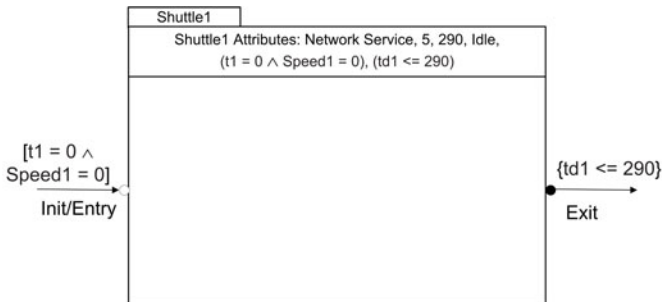 Shuttle1
Shuttle1 Attributes: Network Service, 5, 290, Idle,
(t1 = 0 ∧ Speed1 = 0), (td1 <= 290)
[t1 = 0 ∧
Speed1 = 0]
Init/Entry
{td1 <= 290}
Exit